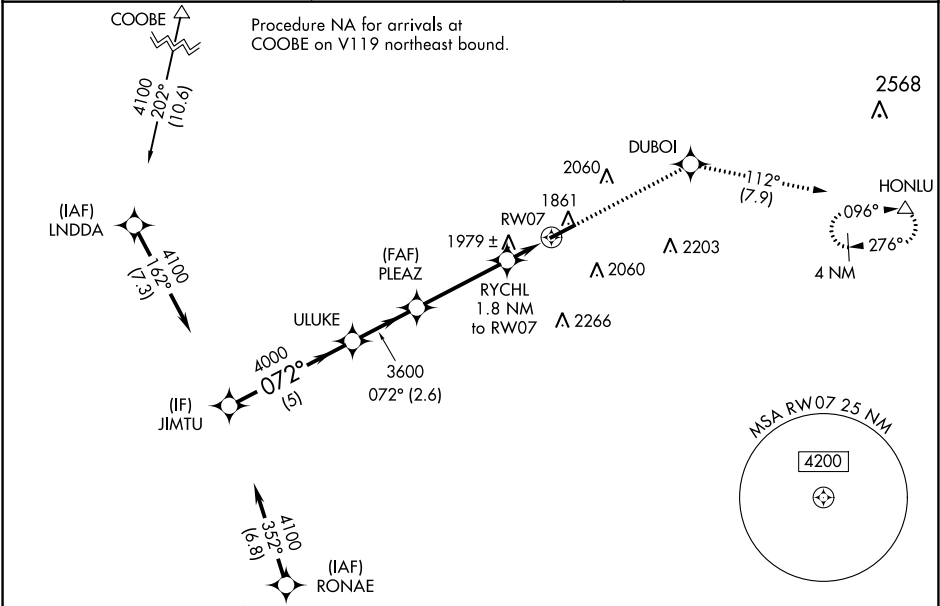 COOBE
Procedure NA for arrivals at
COOBE on V119 northeast bound.
4100
202°
(10.6)
2568
DUBOI
2060
112°
(7.9)
HONLU
096°
276°
4 NM
(IAF)
LNDDA
1861
RW07
1979 ±
2203
2060
4100
162°
(7.3)
(FAF)
PLEAZ
RYCHL
1.8 NM
to RW07
2266
ULUKE
4000
072°
(5)
3600
072° (2.6)
(IF)
JIMTU
MSA RW07 25 NM
4200
4100
352°
(6.8)
(IAF)
RONAE